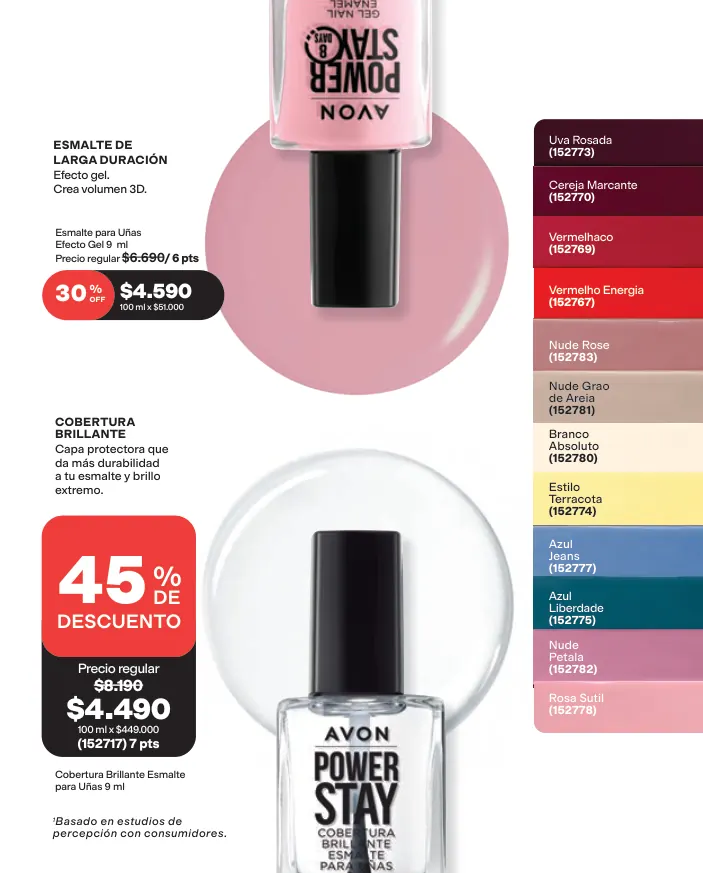 GEL NAIL
ENAMEL
POWER
STAY
8
DAYS
AVON
ESMALTE DE
LARGA DURACIÓN
Efecto gel.
Crea volumen 3D.
Esmalte para Uñas
Efecto Gel 9 ml
Precio regular $6.690/ 6 pts
30 % OFF
$4.590
100 ml x $51.000
COBERTURA
BRILLANTE
Capa protectora que
da más durabilidad
a tu esmalte y brillo
extremo.
45 % DE
DESCUENTO
Precio regular
$8.190
$4.490
100 ml x $449.000
(152717) 7 pts
Cobertura Brillante Esmalte
para Uñas 9 ml
¹Basado en estudios de
percepción con consumidores.
AVON
POWER
STAY
COBERTURA
BRILLANTE
ESMALTE
PARA UÑAS
Uva Rosada
(152773)
Cereja Marcante
(152770)
Vermelhaco
(152769)
Vermelho Energia
(152767)
Nude Rose
(152783)
Nude Grao
de Areia
(152781)
Branco
Absoluto
(152780)
Estilo
Terracota
(152774)
Azul
Jeans
(152777)
Azul
Liberdade
(152775)
Nude
Petala
(152782)
Rosa Sutil
(152778)